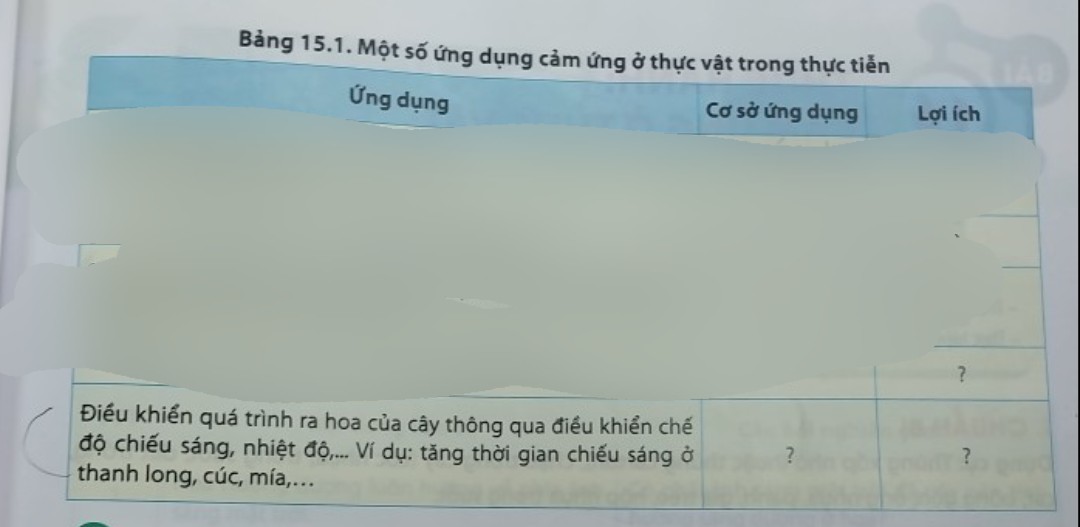 Bảng 15.1. Một số ứng dụng cảm ứng ở thực vật trong thực tiễn
Ứng dụng
Cơ sở ứng dụng
Lợi ích
?
Điều khiển quá trình ra hoa của cây thông qua điều khiển chế
độ chiếu sáng, nhiệt độ,... Ví dụ: tăng thời gian chiếu sáng ở
thanh long, cúc, mía,...
?
?